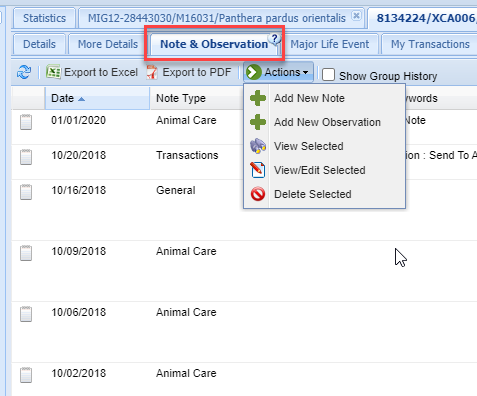 Statistics MIG12-28443030/M16031/Panthera pardus orientalis 8134224/XCA006/
Details More Details Note & Observation ? Major Life Event My Transactions
Export to Excel Export to PDF Actions Show Group History
Date Note Type ywords
Add New Note
01/01/2020 Animal Care Note
Add New Observation
View Selected
10/20/2018 Transactions ion : Send To A
View/Edit Selected
10/16/2018 General
Delete Selected
10/09/2018 Animal Care
10/06/2018 Animal Care
10/02/2018 Animal Care